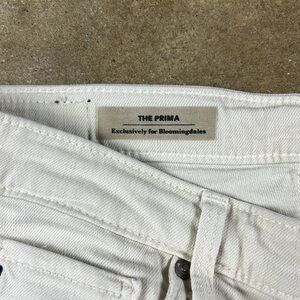 THE PRIMA
Exclusively for Bloomingdales